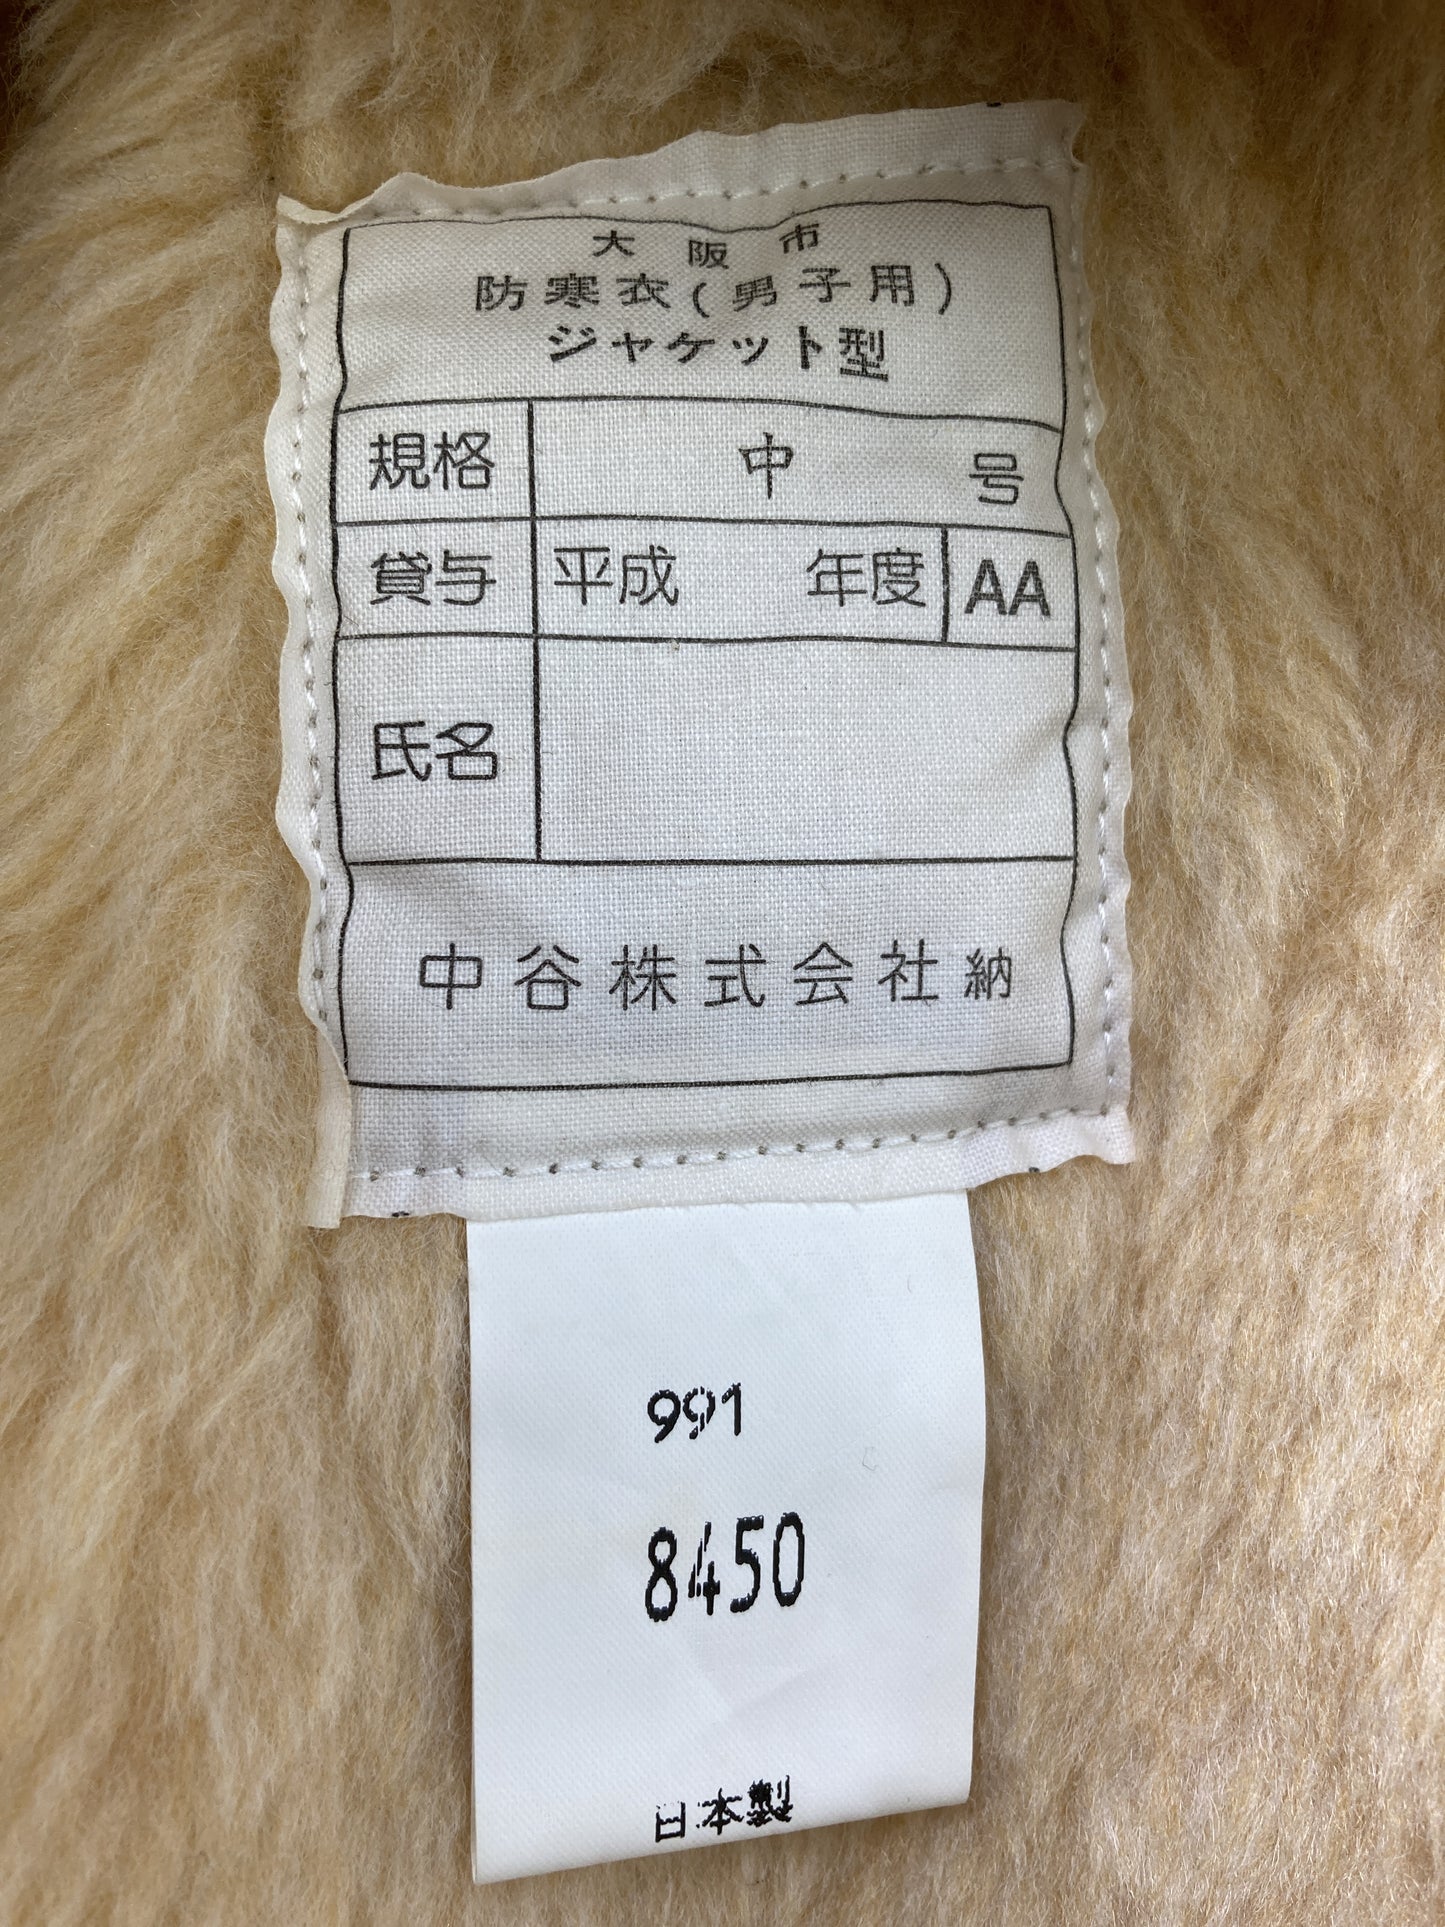 大阪市
防寒衣(男子用)
ジャケット型
規格 中 号
貸与 平成 年度 AA
氏名
中谷株式会社納
991
8450
日本製